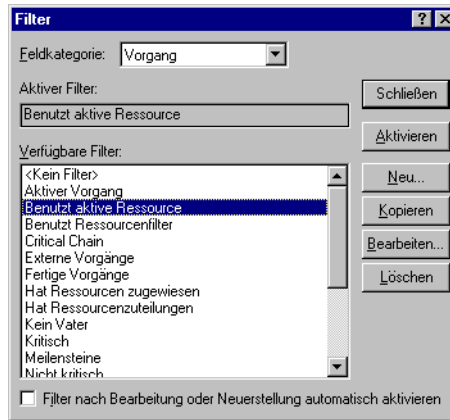 Filter
Feldkategorie: Vorgang
Aktiver Filter:
Benutzt aktive Ressource
Schließen
Aktivieren
Verfügbare Filter:
<Kein Filter>
Aktiver Vorgang
Benutzt aktive Ressource
Benutzt Ressourcenfilter
Critical Chain
Externe Vorgänge
Fertige Vorgänge
Hat Ressourcen zugewiesen
Hat Ressourcenzuteilungen
Kein Vater
Kritisch
Meilensteine
Nicht kritisch
Neu...
Kopieren
Bearbeiten...
Löschen
Filter nach Bearbeitung oder Neuerstellung automatisch aktivieren